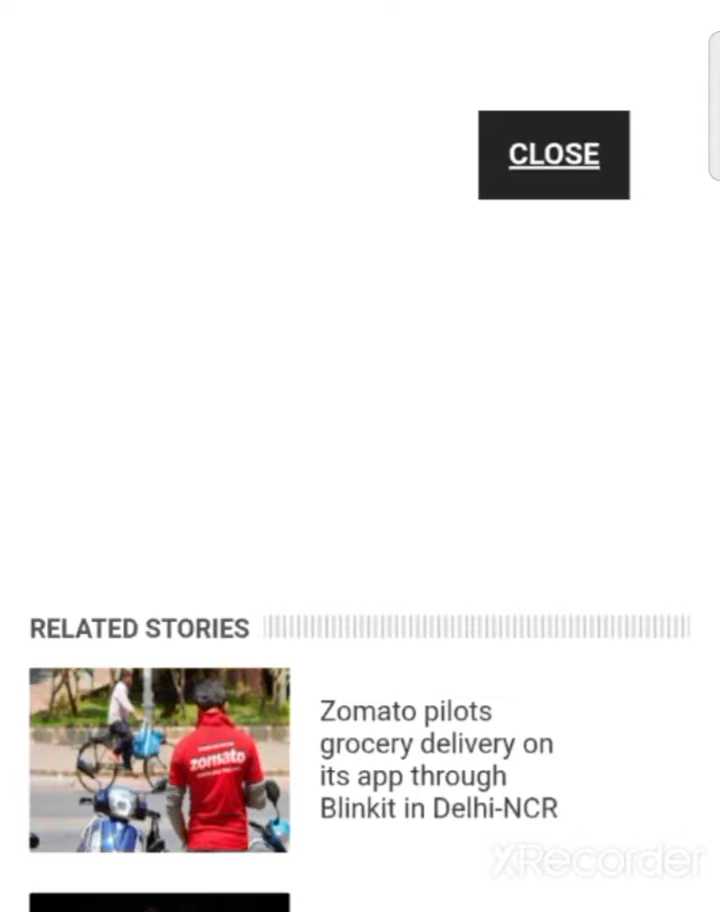 CLOSE
RELATED STORIES
zomato
Zomato pilots
grocery delivery on
its app through
Blinkit in Delhi-NCR
XRecorder